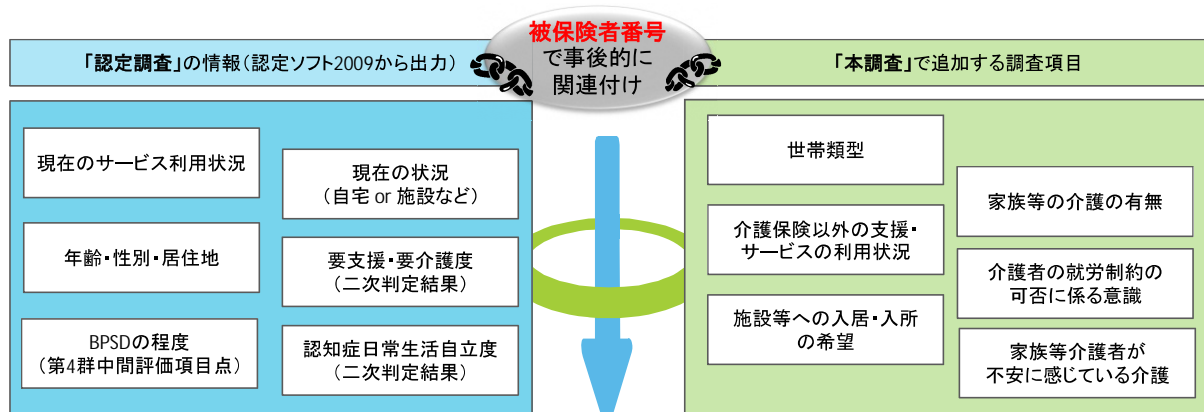 被保険者番号
で事後的に
関連付け
「認定調査」の情報(認定ソフト2009から出力)
「本調査」で追加する調査項目
現在のサービス利用状況
現在の状況
(自宅 or 施設など)
年齢・性別・居住地
要支援・要介護度
(二次判定結果)
BPSDの程度
(第4群中間評価項目点)
認知症日常生活自立度
(二次判定結果)
世帯類型
家族等の介護の有無
介護保険以外の支援・
サービスの利用状況
介護者の就労制約の
可否に係る意識
施設等への入居・入所
の希望
家族等介護者が
不安に感じている介護